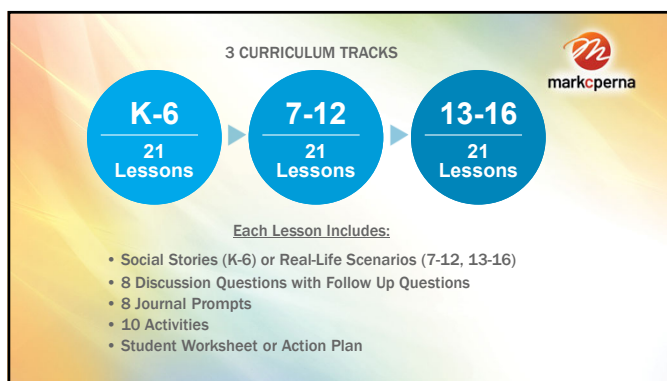 3 CURRICULUM TRACKS
markcperna
K-6
21
Lessons
7-12
21
Lessons
13-16
21
Lessons
Each Lesson Includes:
• Social Stories (K-6) or Real-Life Scenarios (7-12, 13-16)
• 8 Discussion Questions with Follow Up Questions
• 8 Journal Prompts
• 10 Activities
• Student Worksheet or Action Plan